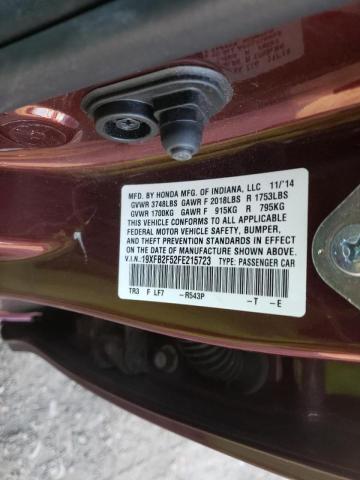 MFD. BY HONDA MFG. OF INDIANA, LLC 11/'14
GVWR 3748LBS GAWR F 2018LBS R 1753LBS
GVWR 1700KG GAWR F 915KG R 795KG
THIS VEHICLE CONFORMS TO ALL APPLICABLE
FEDERAL MOTOR VEHICLE SAFETY, BUMPER,
AND THEFT PREVENTION STANDARDS IN EFFECT
ON THE DATE OF MANUFACTURE SHOWN ABOVE.
V.I.N.:19XFB2F52FE215723 TYPE: PASSENGER CAR
TR3 F LF7 -R543P -T -E